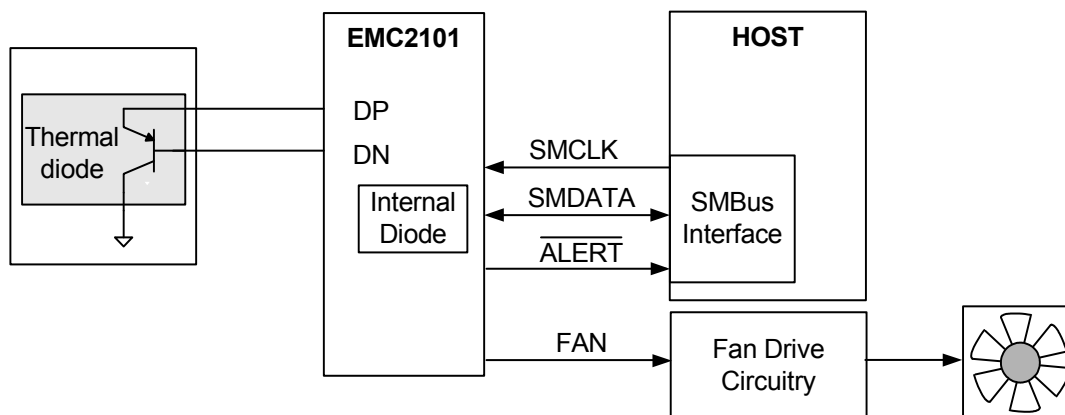 EMC2101
HOST
Thermal
diode
DP
DN
Internal
Diode
SMCLK
SMDATA
ALERT
SMBus
Interface
FAN
Fan Drive
Circuitry